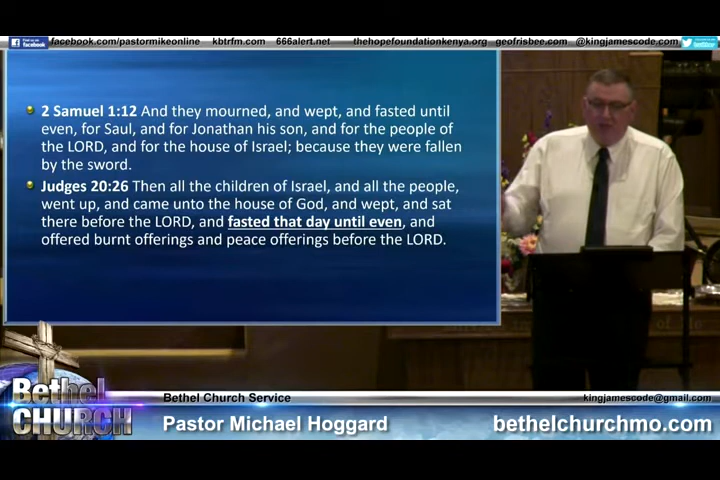 facebook.com/pastormikeonline kbtrfm.com 666alert.net thehopefoundationkenya.org geofrisbee.com @kingjamescode.com
2 Samuel 1:12 And they mourned, and wept, and fasted until
even, for Saul, and for Jonathan his son, and for the people of
the LORD, and for the house of Israel; because they were fallen
by the sword.
Judges 20:26 Then all the children of Israel, and all the people,
went up, and came unto the house of God, and wept, and sat
there before the LORD, and fasted that day until even, and
offered burnt offerings and peace offerings before the LORD.
Bethel
CHURCH
Bethel Church Service
kingjamescode@gmail.com
Pastor Michael Hoggard
bethelchurchmo.com